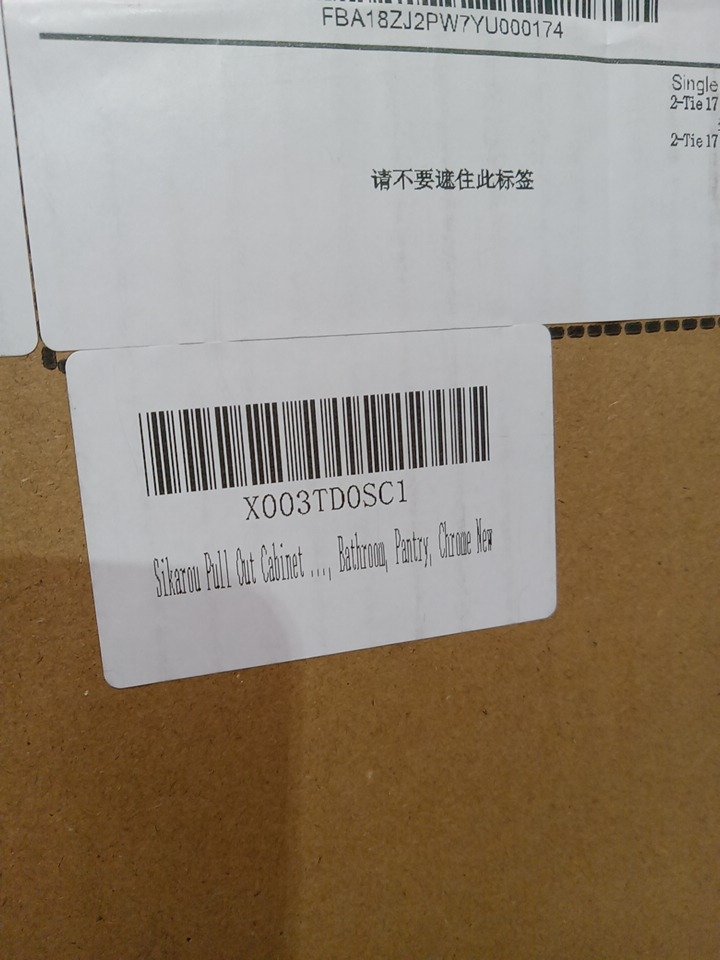 FBA18ZJ2PW7YU000174
Single
2-Tie 17
2-Tie 17
请不要遮住此标签
X003TD0SC1
Sikarou Pull Out Cabinet ..., Bathroom, Pantry, Chrome New